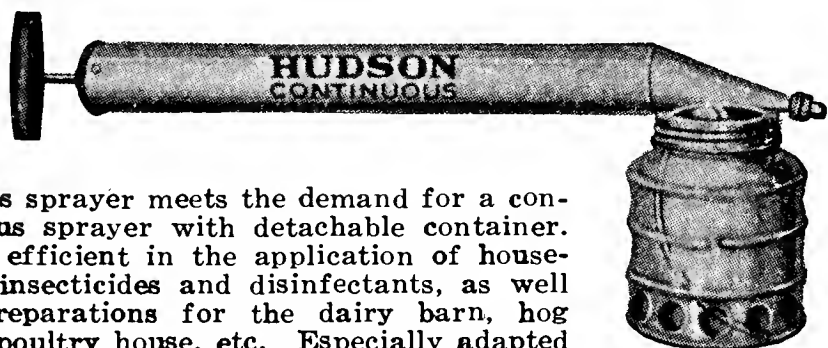 HUDSON
CONTINUOUS
s sprayer meets the demand for a con-
us sprayer with detachable container.
efficient in the application of house-
insecticides and disinfectants, as well
reparations for the dairy barn, hog
poultry house, etc. Especially adapted